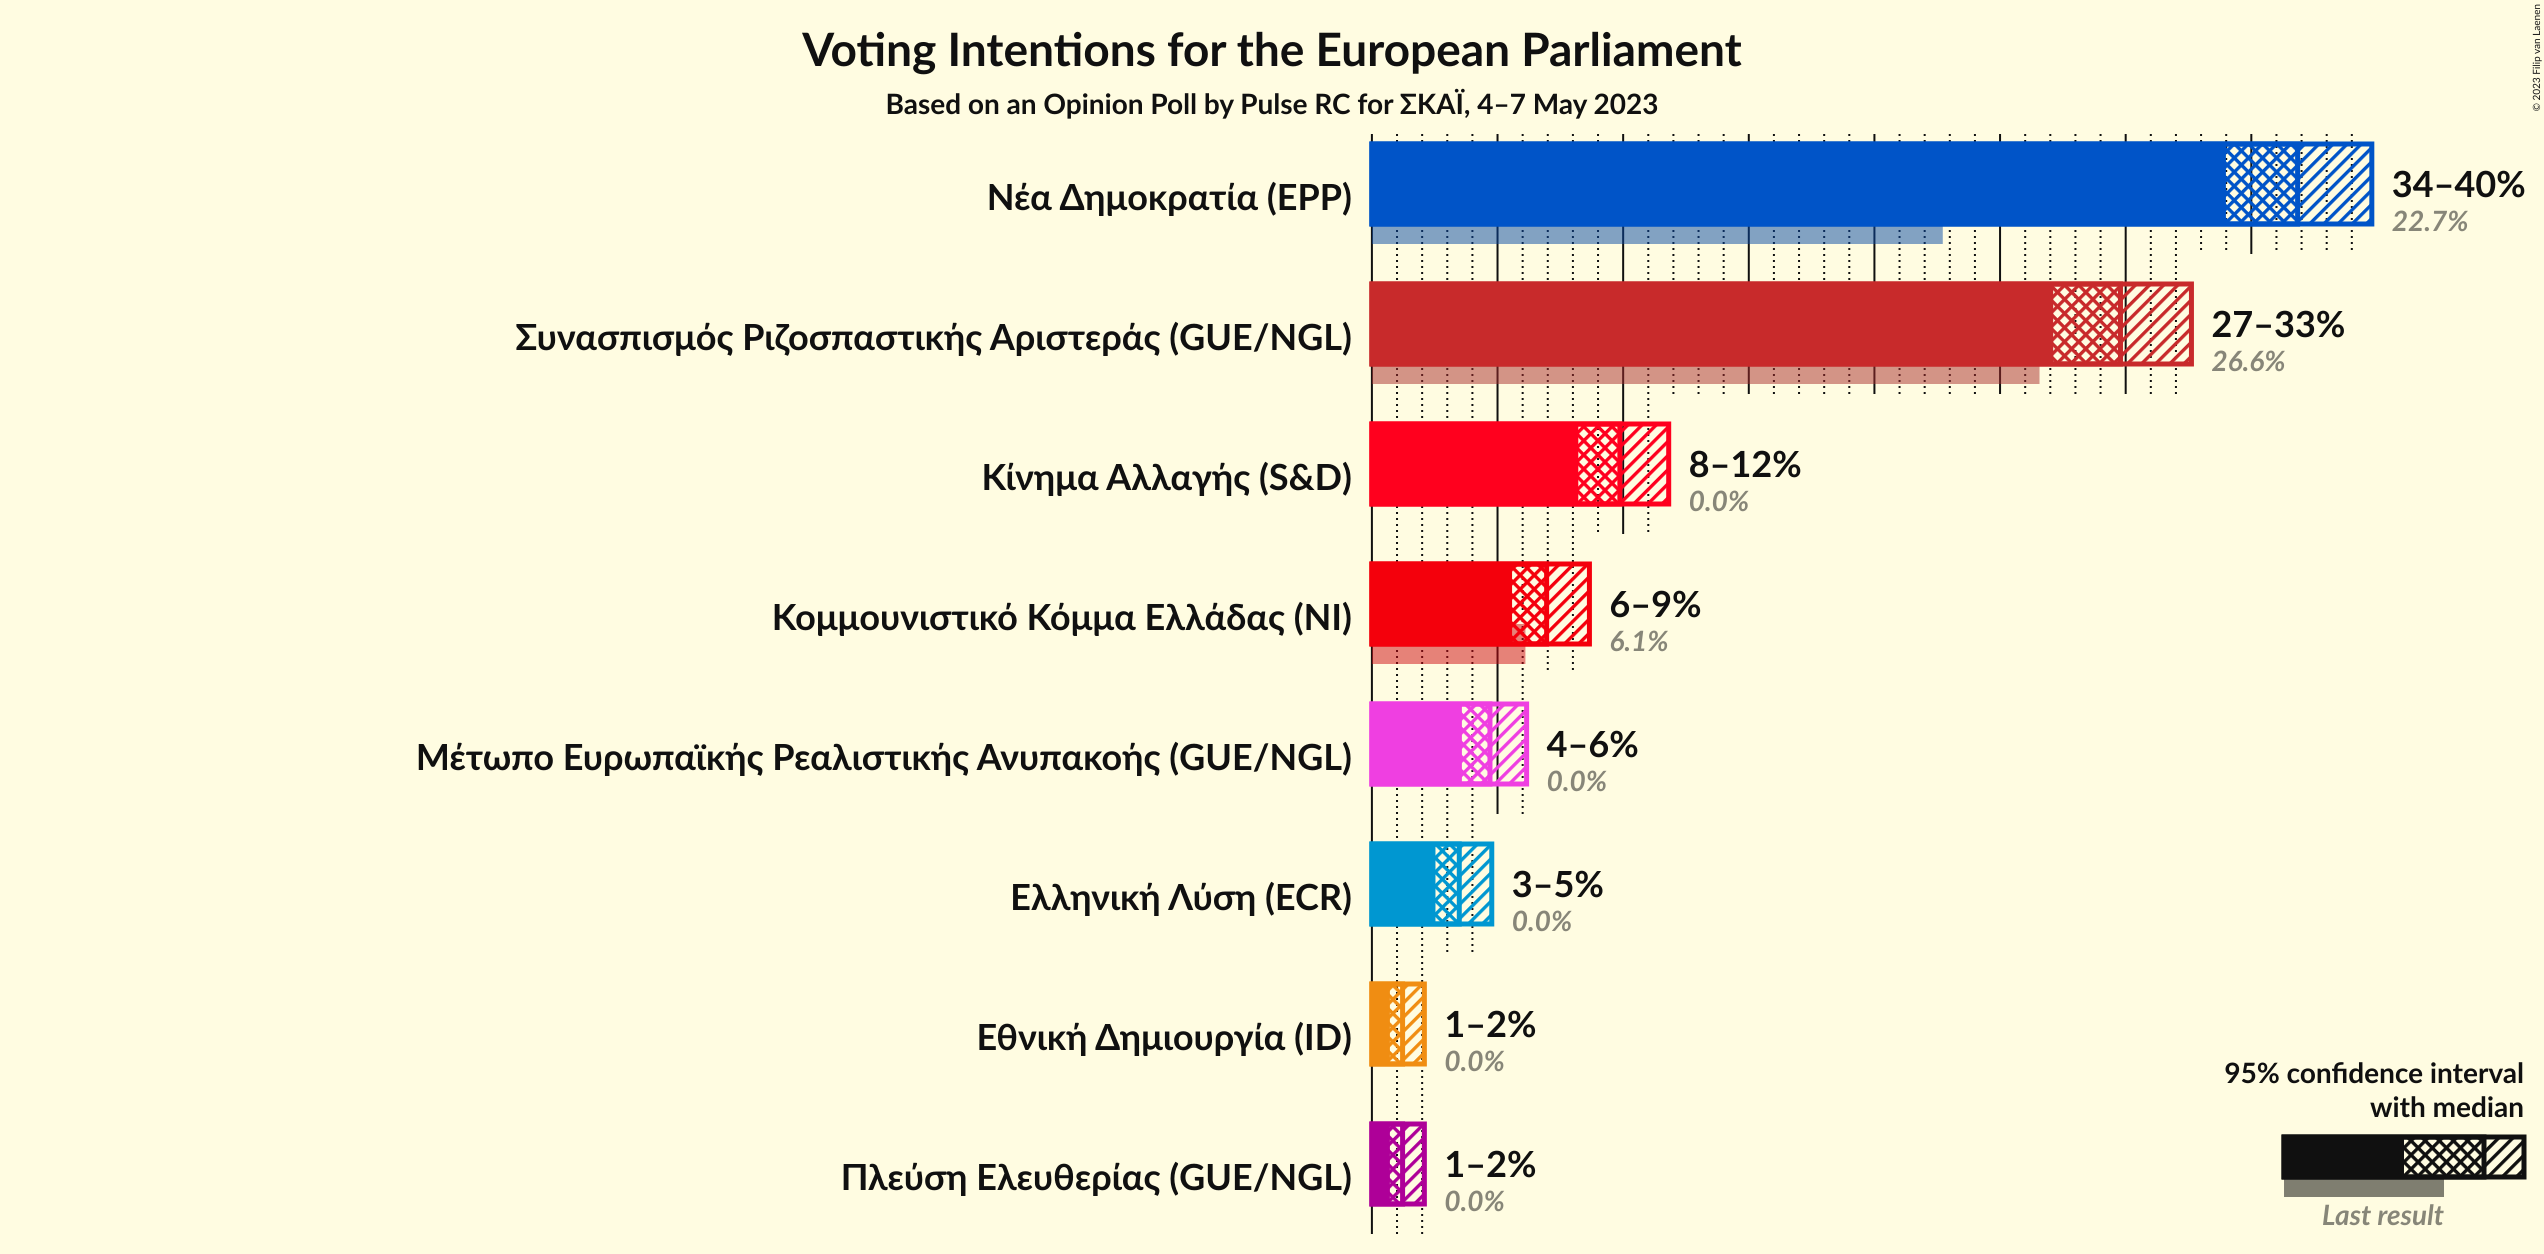 Voting Intentions for the European Parliament
Based on an Opinion Poll by Pulse RC for ΣΚΑΪ, 4–7 May 2023
© 2023 Filip van Laenen
Νέα Δημοκρατία (EPP)
34–40%
22.7%
Συνασπισμός Ριζοσπαστικής Αριστεράς (GUE/NGL)
27–33%
26.6%
Κίνημα Αλλαγής (S&D)
8–12%
0.0%
Κομμουνιστικό Κόμμα Ελλάδας (NI)
6–9%
6.1%
Μέτωπο Ευρωπαϊκής Ρεαλιστικής Ανυπακοής (GUE/NGL)
4–6%
0.0%
Ελληνική Λύση (ECR)
3–5%
0.0%
Εθνική Δημιουργία (ID)
1–2%
0.0%
Πλεύση Ελευθερίας (GUE/NGL)
1–2%
0.0%
95% confidence interval
with median
Last result